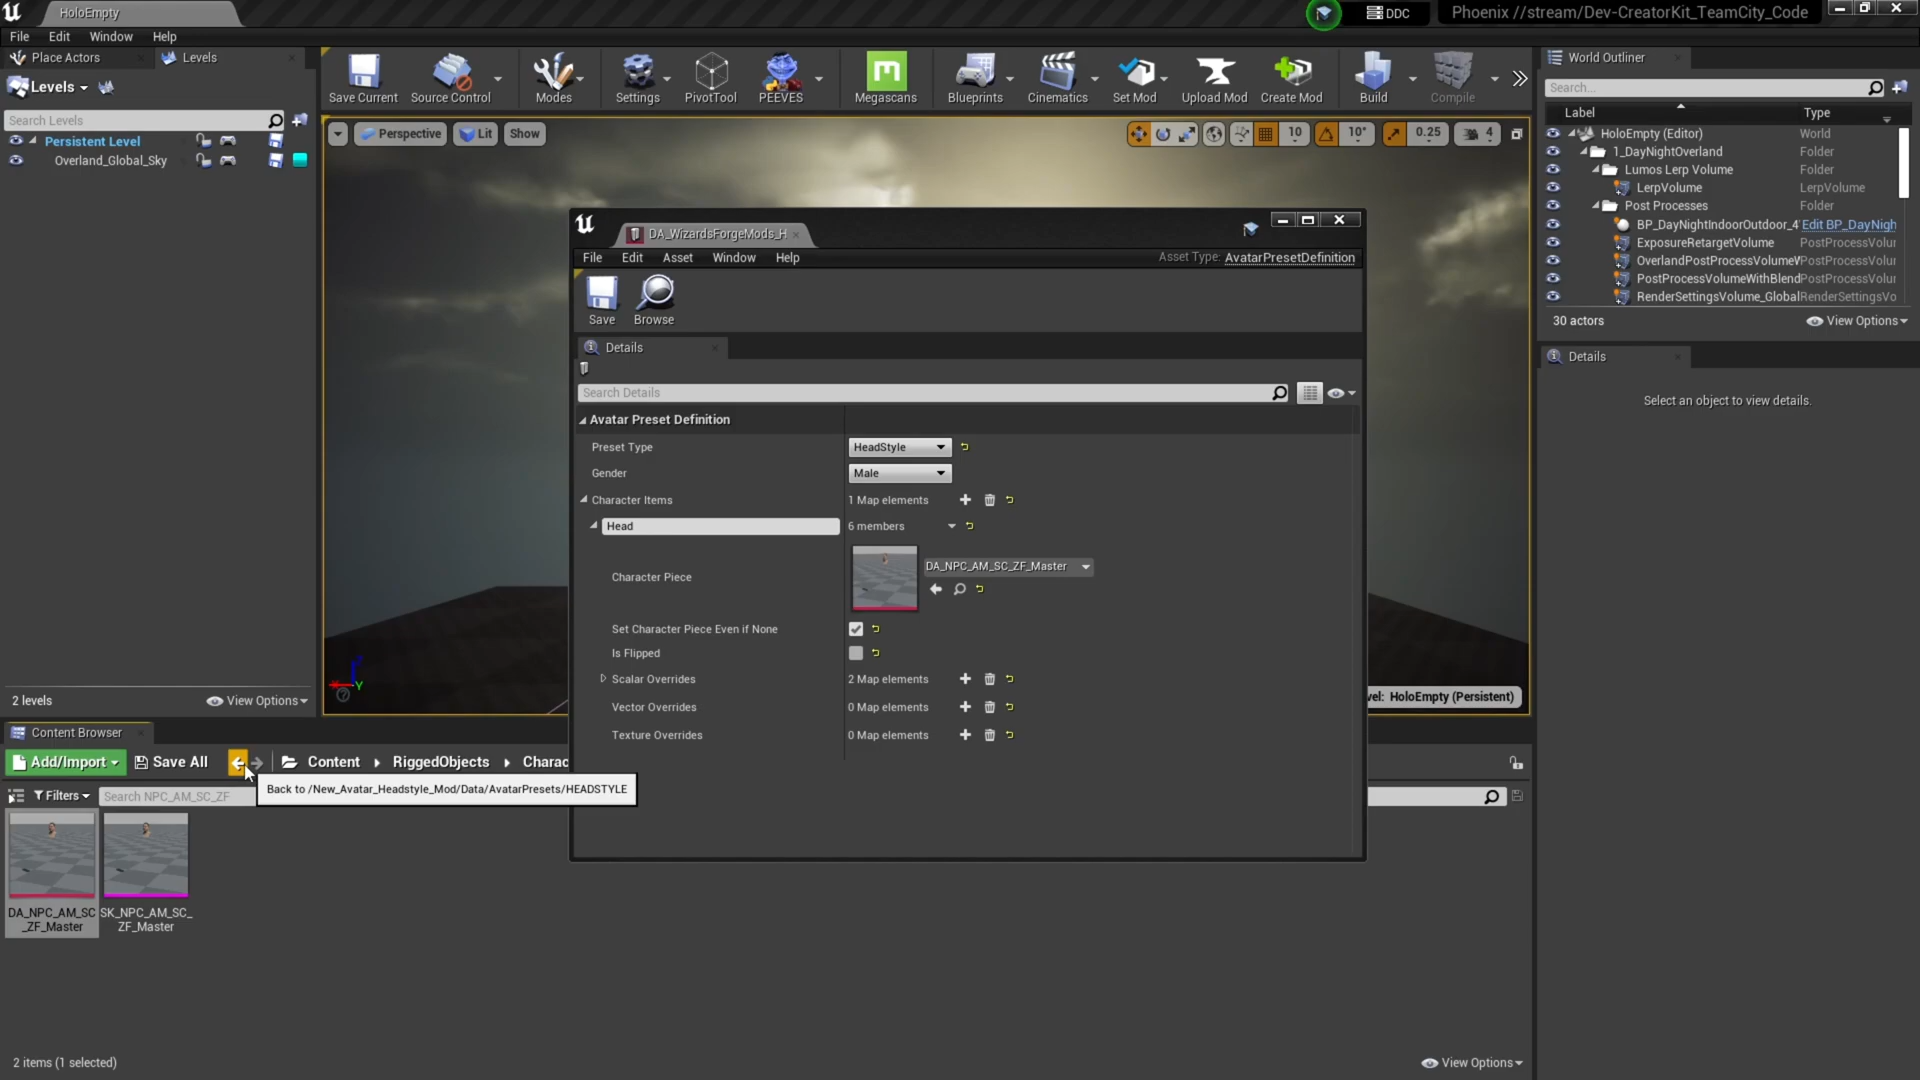 HoloEmpty
DDC
Phoenix //stream/Dev-CreatorKit_TeamCity_Code
File Edit Window Help
Place Actors
Levels
World Outliner
Levels
Search Levels
Persistent Level
Overland_Global_Sky
Save Current
Source Control
Modes
Settings
PivotTool
PEEVES
Megascans
Blueprints
Cinematics
Set Mod
Upload Mod
Create Mod
Build
Compile
Perspective
Lit
Show
10
10°
0.25
4
Search...
Label Type
HoloEmpty (Editor) World
1_DayNightOverland Folder
Lumos Lerp Volume Folder
LerpVolume LerpVolume
Post Processes Folder
BP_DayNightIndoorOutdoor_4 Edit BP_DayNigh
ExposureRetargetVolume PostProcessVolur
OverlandPostProcessVolumeW PostProcessVolur
PostProcessVolumeWithBlend PostProcessVolur
RenderSettingsVolume_Global RenderSettingsVo
30 actors
View Options
Details
Select an object to view details.
DA_WizardsForgeMods_H
File Edit Asset Window Help
Asset Type: AvatarPresetDefinition
Save
Browse
Details
Search Details
Avatar Preset Definition
Preset Type HeadStyle
Gender Male
Character Items 1 Map elements
Head 6 members
Character Piece DA_NPC_AM_SC_ZF_Master
Set Character Piece Even if None
Is Flipped
Scalar Overrides 2 Map elements
Vector Overrides 0 Map elements
Texture Overrides 0 Map elements
vel: HoloEmpty (Persistent)
2 levels
View Options
Content Browser
Add/Import
Save All
Content
RiggedObjects
Charac
Filters
Search NPC_AM_SC_ZF
Back to /New_Avatar_Headstyle_Mod/Data/AvatarPresets/HEADSTYLE
DA_NPC_AM_SC
_ZF_Master
SK_NPC_AM_SC_
ZF_Master
2 items (1 selected)
View Options